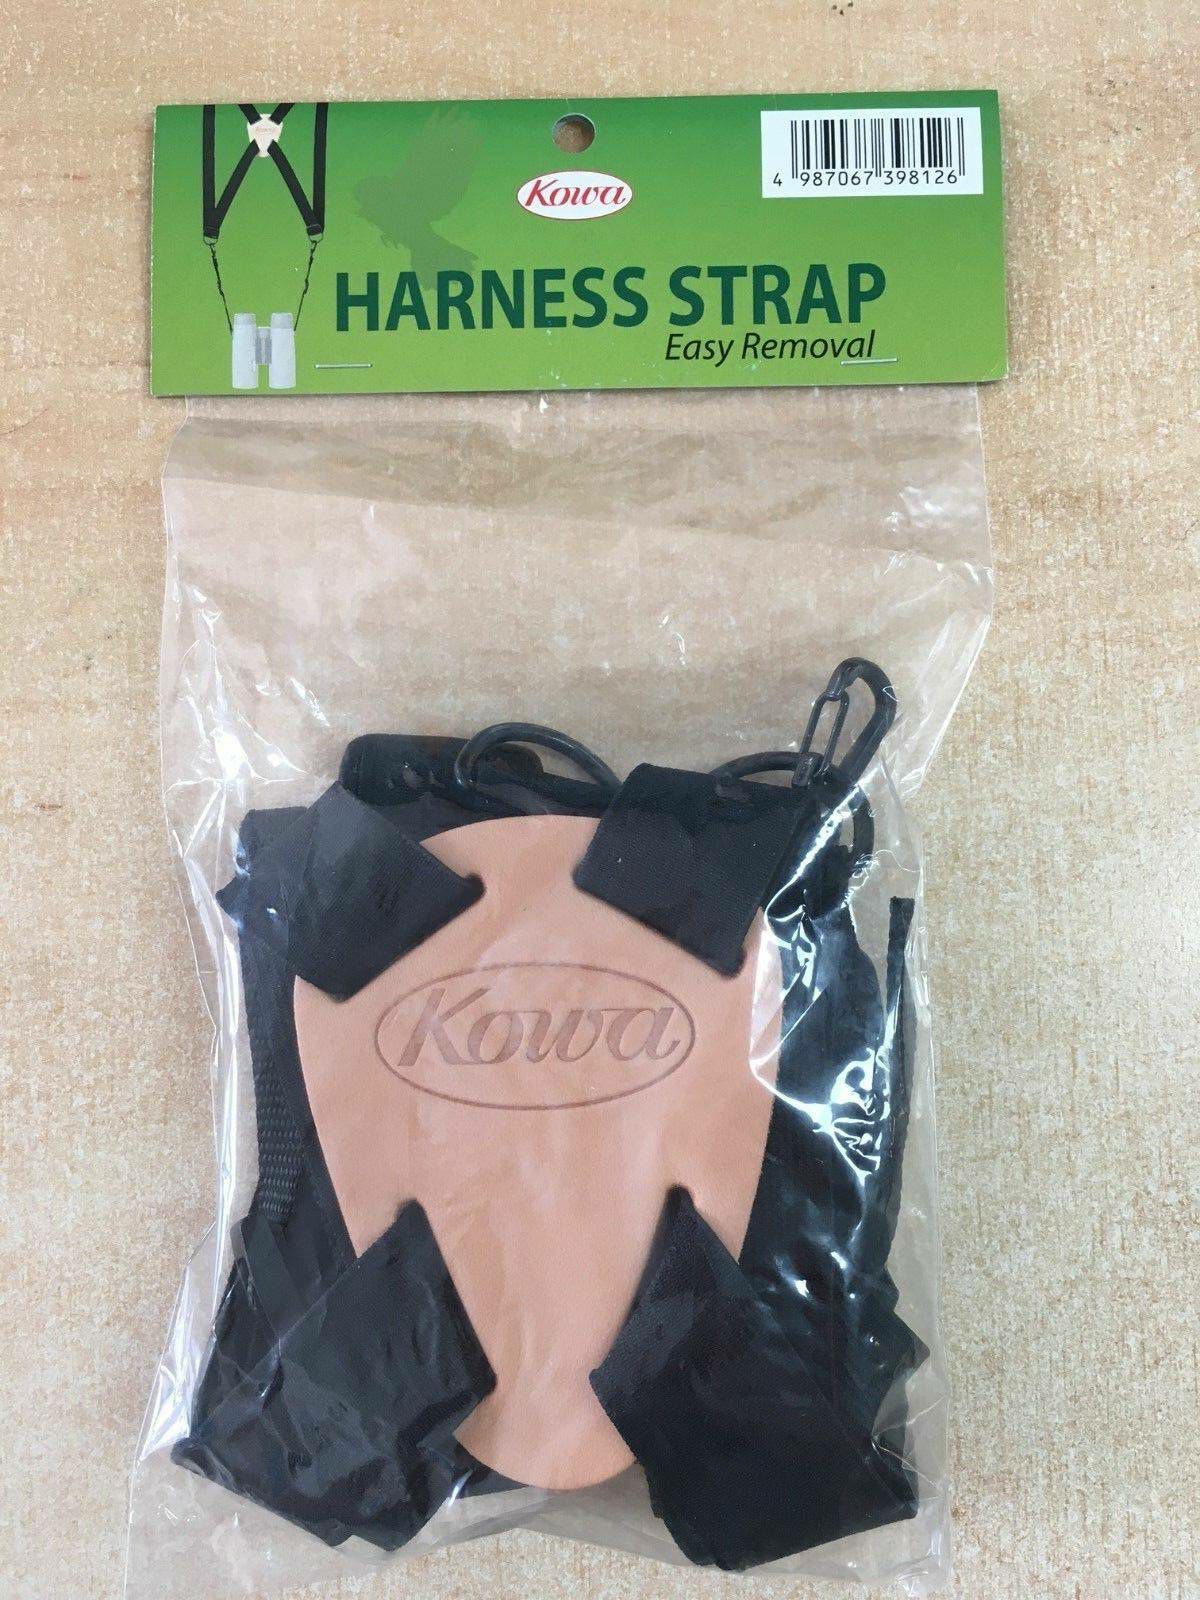 Kowa
4 987067 398126
HARNESS STRAP
Easy Removal
Kowa